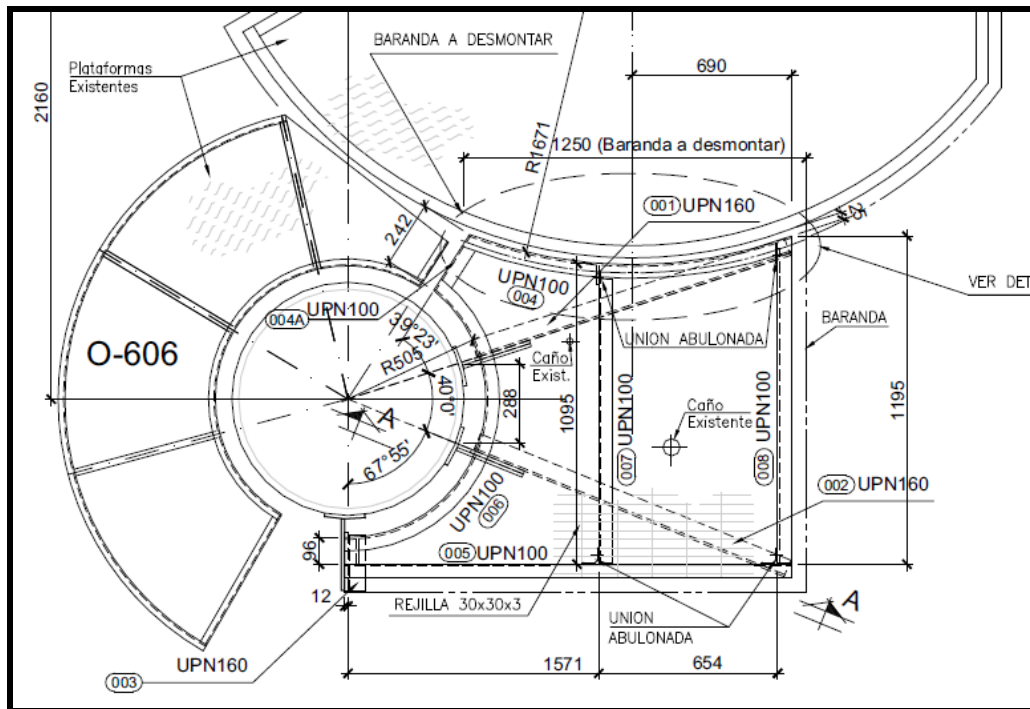 BARANDA A DESMONTAR
690
Plataformas
Existentes
2160
1250 (Baranda a desmontar)
R1671
001 UPN160
25
242
UPN100
004
VER DET
UPN100
004A
39°23'
BARANDA
UNION ABULONADA
O-606
R505
Caño
Exist.
40°0'
288
1095
007 UPN100
Caño
Existente
008 UPN100
1195
A
67°55'
002 UPN160
UPN100
006
96
005 UPN100
12
REJILLA 30x30x3
A
UNION
ABULONADA
UPN160
003
1571
654